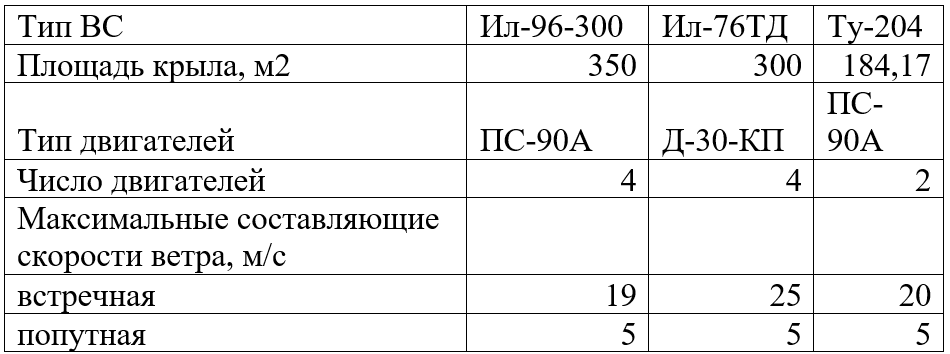 Тип ВС Ил-96-300 Ил-76ТД Ту-204
Площадь крыла, м2 350 300 184,17
ПС-
Тип двигателей ПС-90А Д-30-КП 90А
Число двигателей 4 4 2
Максимальные составляющие
скорости ветра, м/с
встречная 19 25 20
попутная 5 5 5